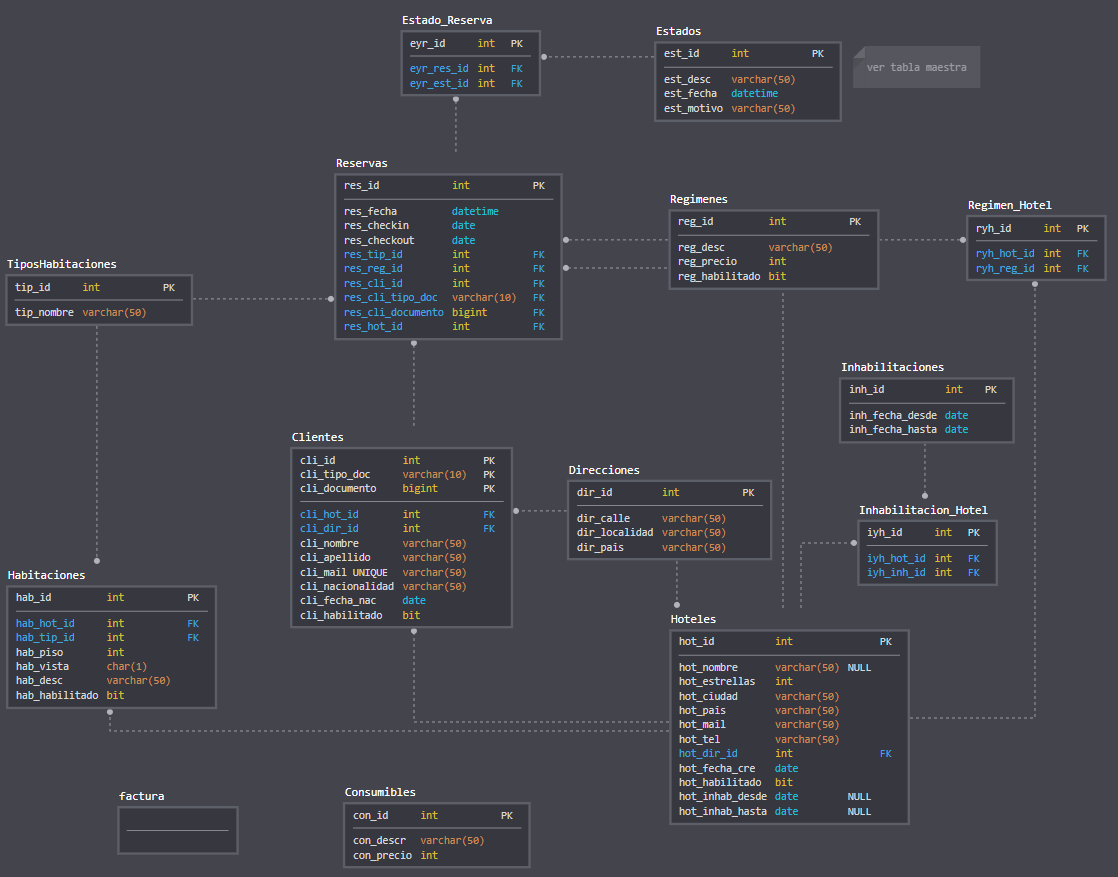 Estado_Reserva
eyr_id int PK
eyr_res_id int FK
eyr_est_id int FK
Estados
est_id int PK
est_desc varchar(50)
est_fecha datetime
est_motivo varchar(50)
ver tabla maestra
Reservas
res_id int PK
res_fecha datetime
res_checkin date
res_checkout date
res_tip_id int FK
res_reg_id int FK
res_cli_id int FK
res_cli_tipo_doc varchar(10) FK
res_cli_documento bigint FK
res_hot_id int FK
Regimenes
reg_id int PK
reg_desc varchar(50)
reg_precio int
reg_habilitado bit
Regimen_Hotel
ryh_id int PK
ryh_hot_id int FK
ryh_reg_id int FK
TiposHabitaciones
tip_id int PK
tip_nombre varchar(50)
Inhabilitaciones
inh_id int PK
inh_fecha_desde date
inh_fecha_hasta date
Clientes
cli_id int PK
cli_tipo_doc varchar(10) PK
cli_documento bigint PK
cli_hot_id int FK
cli_dir_id int FK
cli_nombre varchar(50)
cli_apellido varchar(50)
cli_mail UNIQUE varchar(50)
cli_nacionalidad varchar(50)
cli_fecha_nac date
cli_habilitado bit
Direcciones
dir_id int PK
dir_calle varchar(50)
dir_localidad varchar(50)
dir_pais varchar(50)
Inhabilitacion_Hotel
iyh_id int PK
iyh_hot_id int FK
iyh_inh_id int FK
Habitaciones
hab_id int PK
hab_hot_id int FK
hab_tip_id int FK
hab_piso int
hab_vista char(1)
hab_desc varchar(50)
hab_habilitado bit
Hoteles
hot_id int PK
hot_nombre varchar(50) NULL
hot_estrellas int
hot_ciudad varchar(50)
hot_pais varchar(50)
hot_mail varchar(50)
hot_tel varchar(50)
hot_dir_id int FK
hot_fecha_cre date
hot_habilitado bit
hot_inhab_desde date NULL
hot_inhab_hasta date NULL
factura
Consumibles
con_id int PK
con_descr varchar(50)
con_precio int